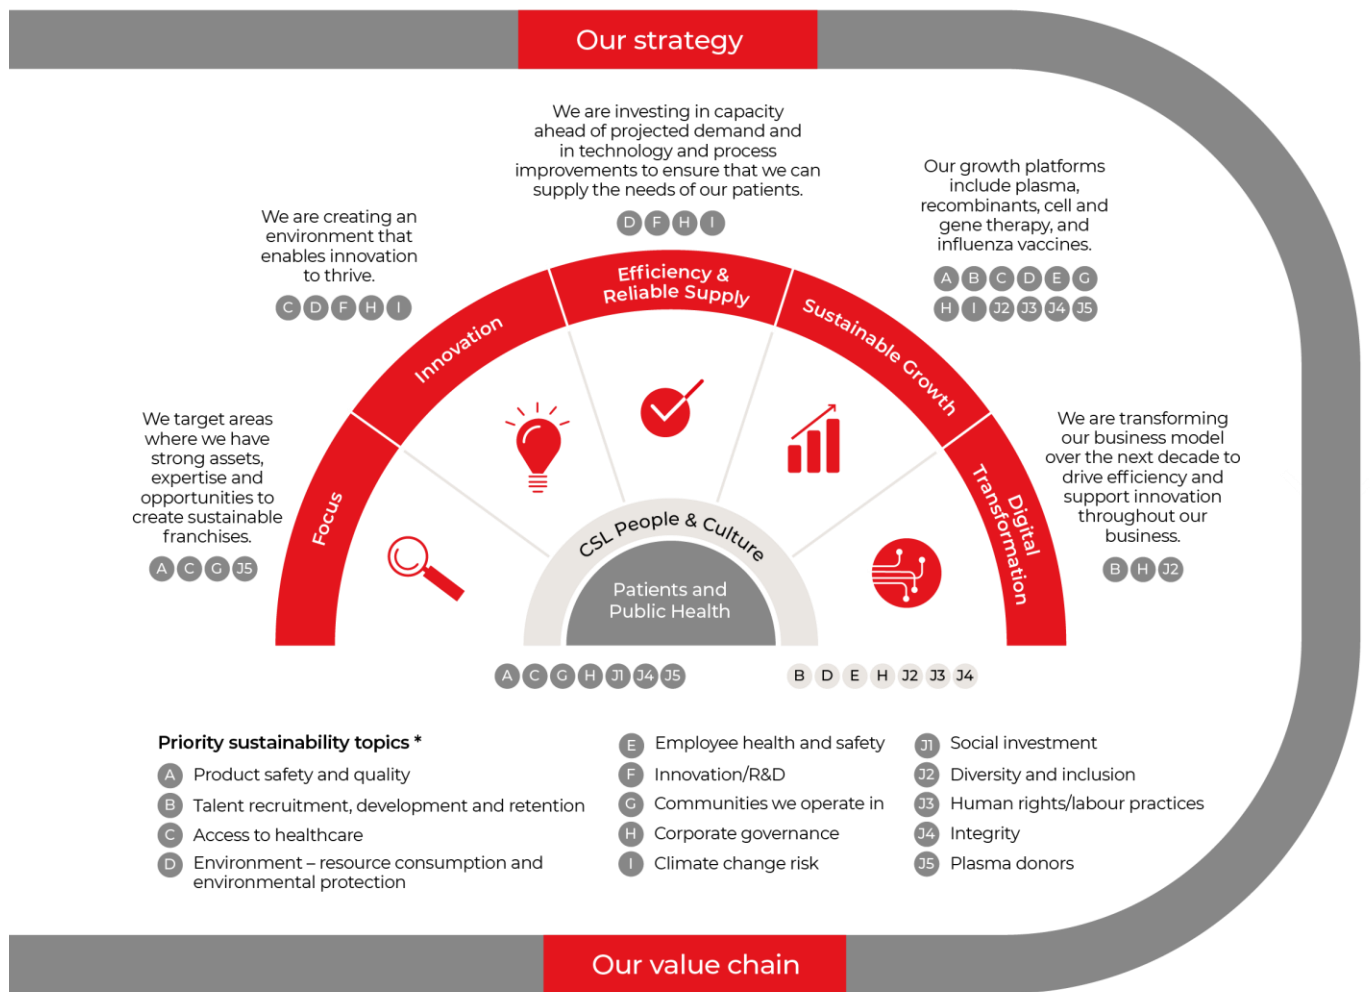 Our strategy
We are investing in capacity
ahead of projected demand and
in technology and process
improvements to ensure that we can
supply the needs of our patients.
D F H I
Our growth platforms
include plasma,
recombinants, cell and
gene therapy, and
influenza vaccines.
A B C D E G
H I J2 J3 J4 J5
We are creating an
environment that
enables innovation
to thrive.
C D F H I
Efficiency &
Reliable Supply
Innovation
Sustainable Growth
We target areas
where we have
strong assets,
expertise and
opportunities to
create sustainable
franchises.
A C G J5
Focus
We are transforming
our business model
over the next decade to
drive efficiency and
support innovation
throughout our
business.
B H J2
Digital
Transformation
CSL People & Culture
Patients and
Public Health
A C G H J1 J4 J5
B D E H J2 J3 J4
Priority sustainability topics *
A Product safety and quality
B Talent recruitment, development and retention
C Access to healthcare
D Environment – resource consumption and
environmental protection
E Employee health and safety
F Innovation/R&D
G Communities we operate in
H Corporate governance
I Climate change risk
J1 Social investment
J2 Diversity and inclusion
J3 Human rights/labour practices
J4 Integrity
J5 Plasma donors
Our value chain